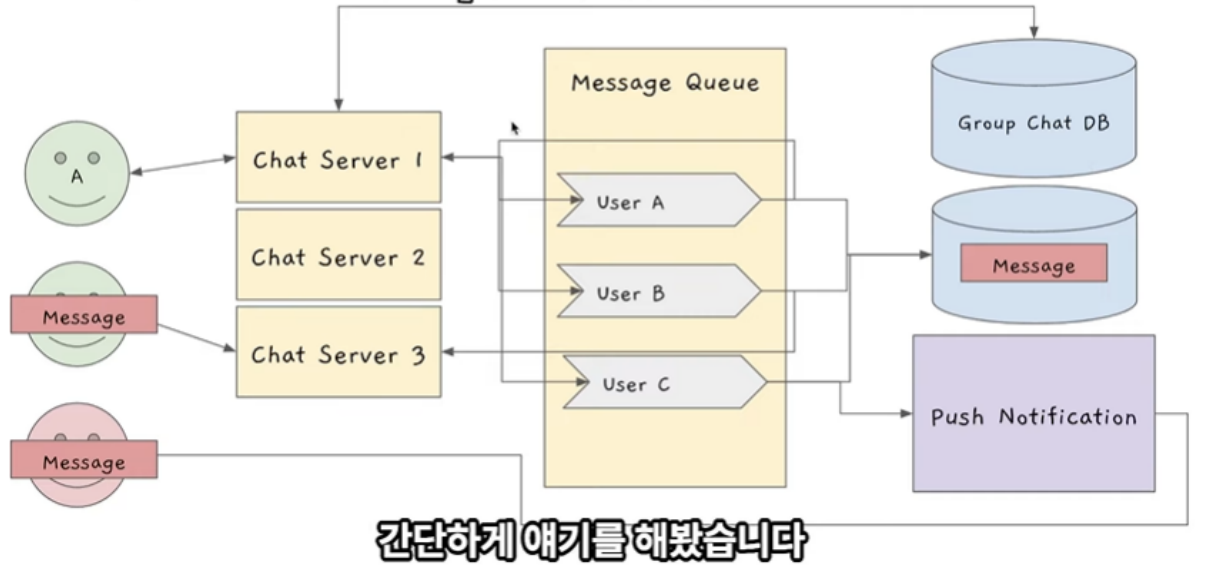 Message Queue
Group Chat DB
A
Chat Server 1
User A
Chat Server 2
Message
User B
Message
Chat Server 3
User C
Push Notification
Message
간단하게 얘기를 해봤습니다